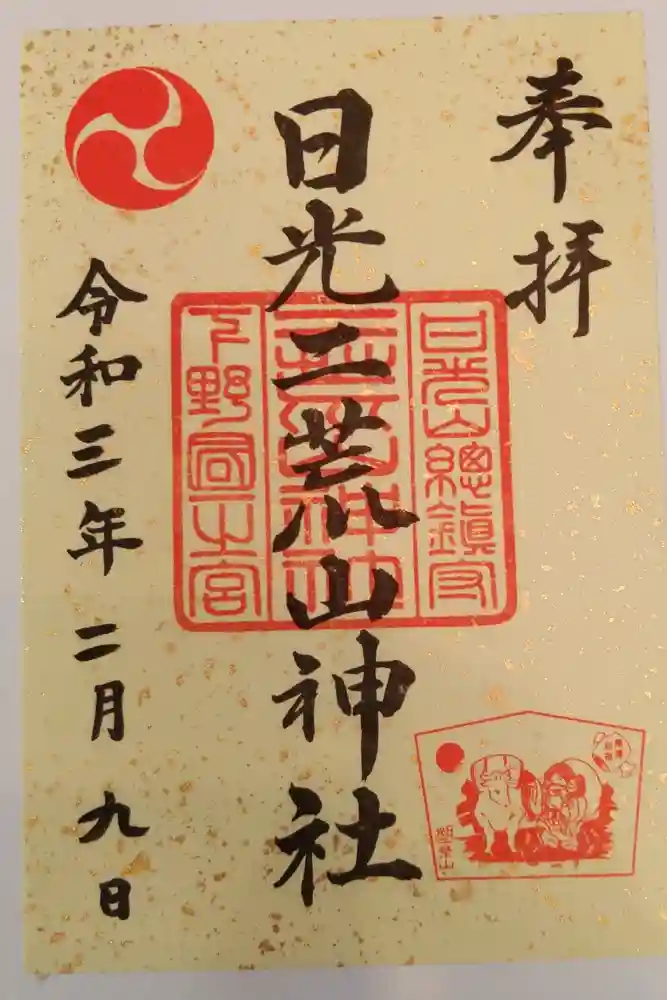 奉拝
日光山總鎮守
日光二荒山神社
二荒山神社
下野國一之宮
令和三年二月九日